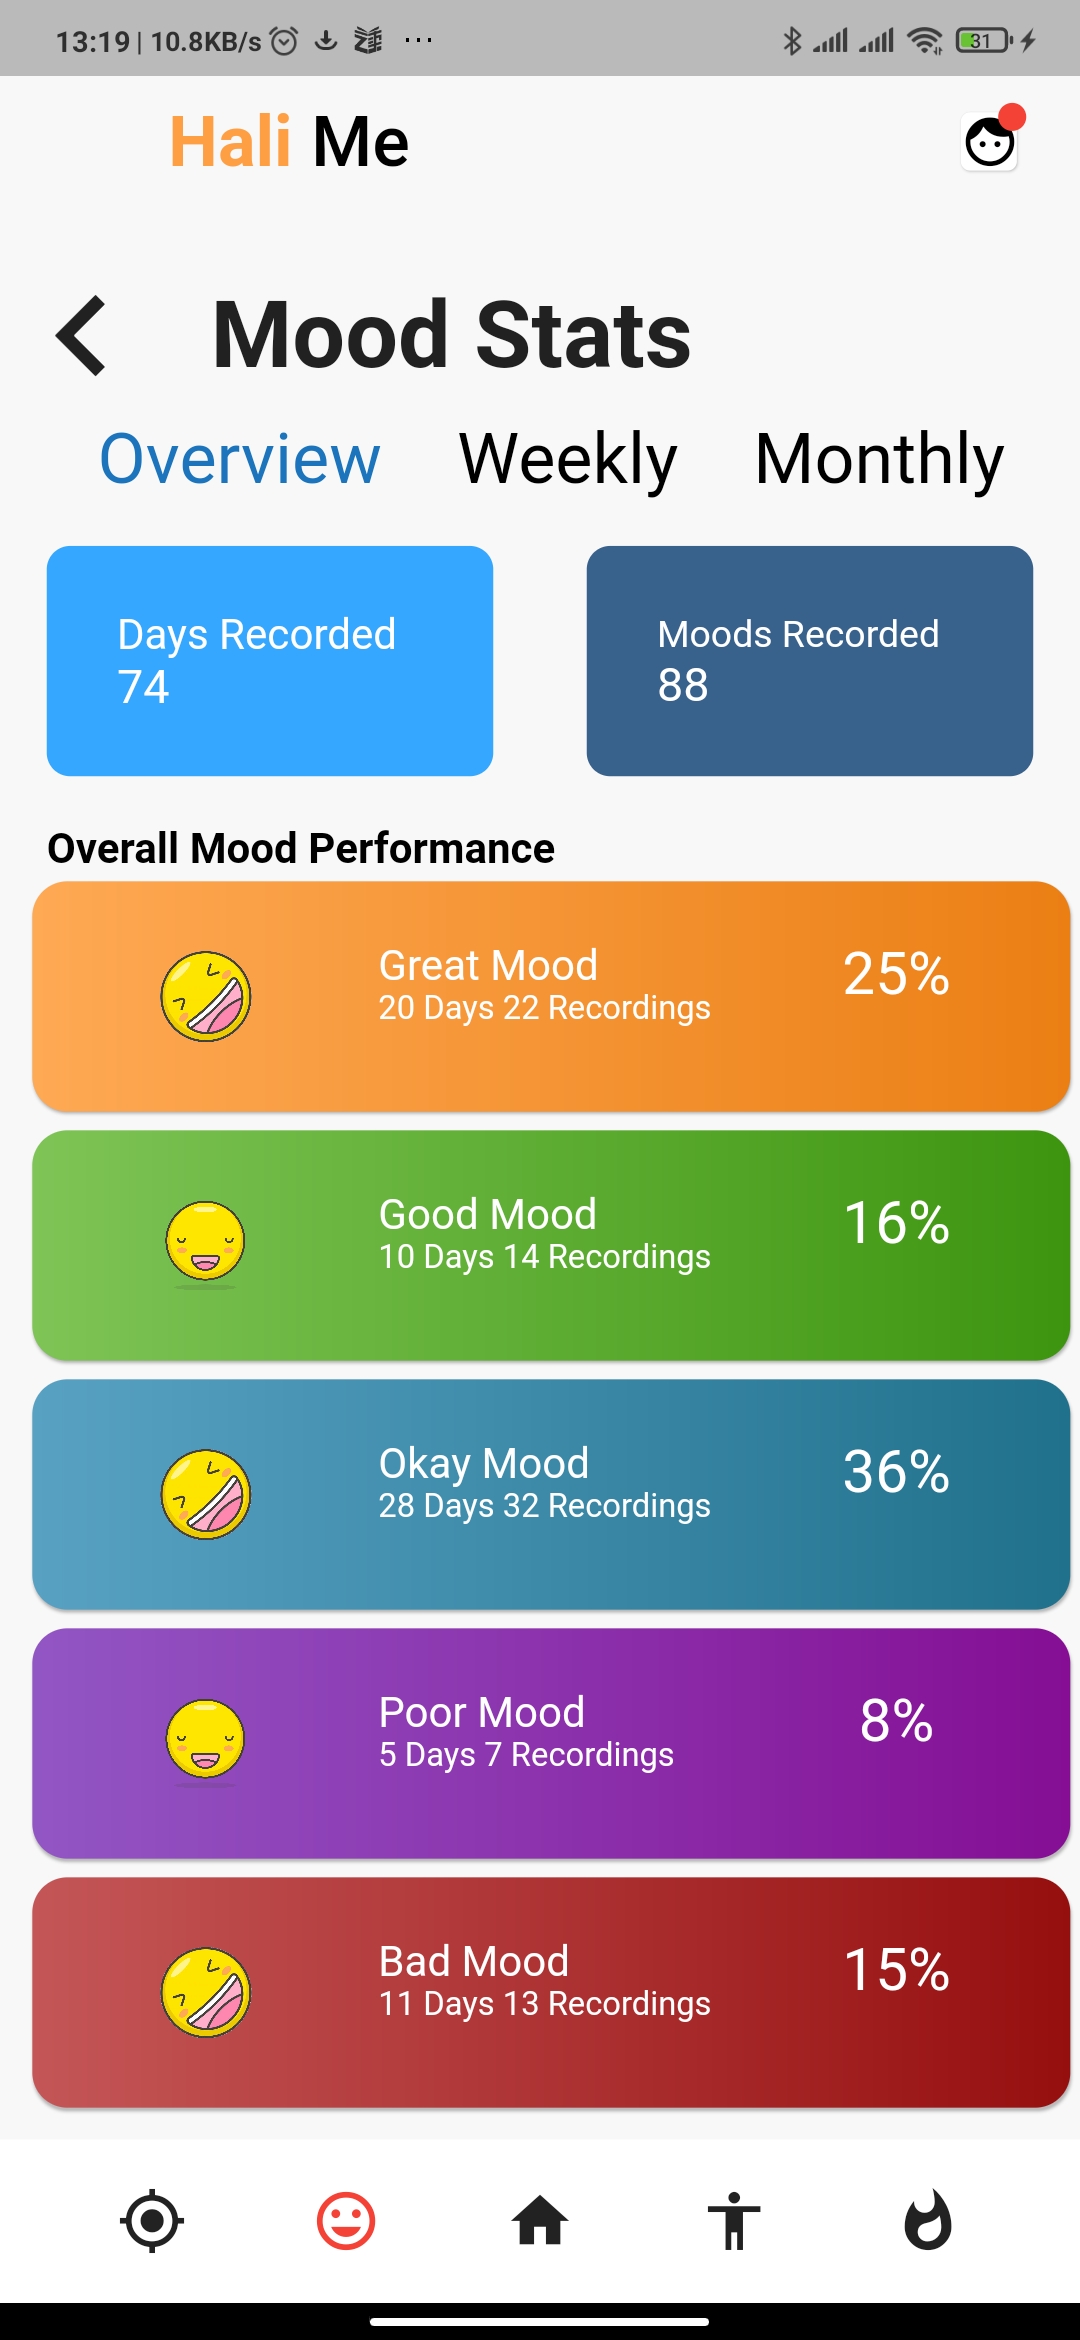 13:19 | 10.8KB/s
31
Hali Me
Mood Stats
Overview Weekly Monthly
Days Recorded
74
Moods Recorded
88
Overall Mood Performance
Great Mood
20 Days 22 Recordings
25%
Good Mood
10 Days 14 Recordings
16%
Okay Mood
28 Days 32 Recordings
36%
Poor Mood
5 Days 7 Recordings
8%
Bad Mood
11 Days 13 Recordings
15%